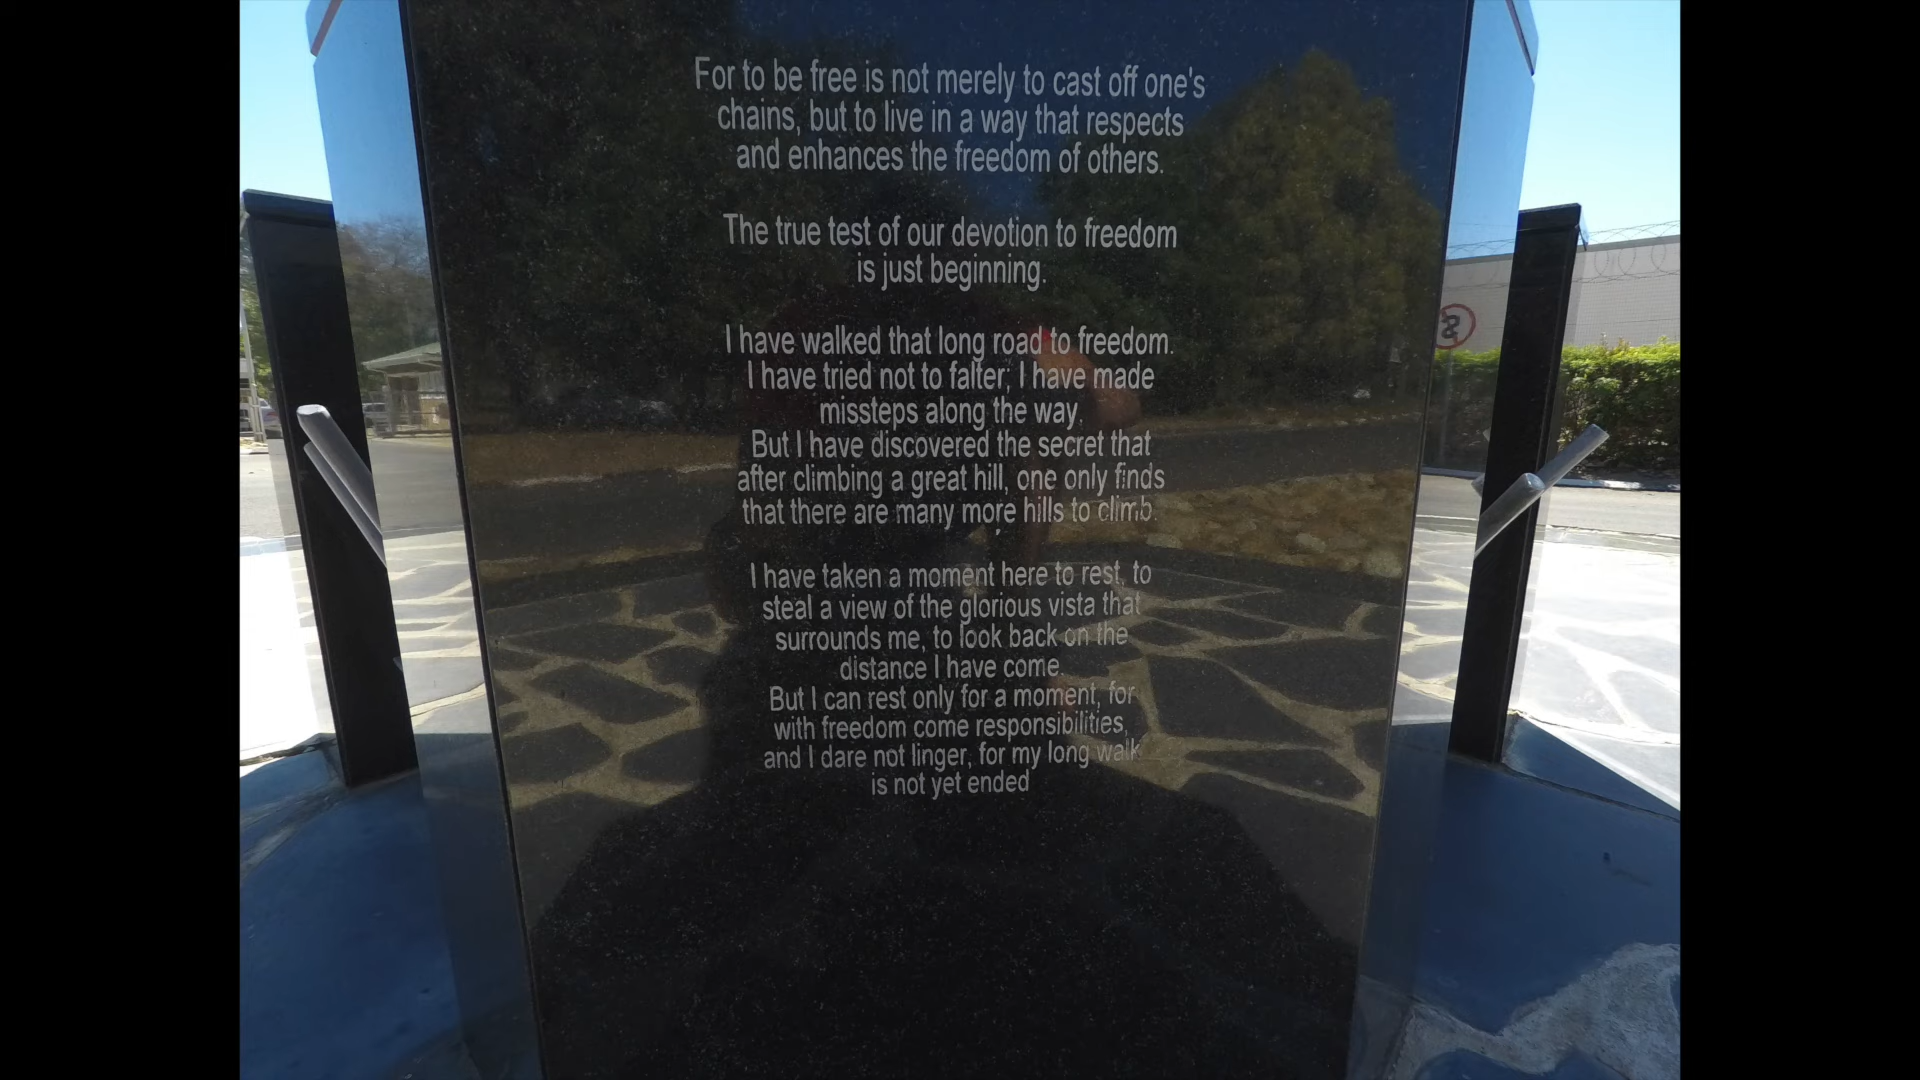 For to be free is not merely to cast off one's
chains, but to live in a way that respects
and enhances the freedom of others.
The true test of our devotion to freedom
is just beginning.
I have walked that long road to freedom.
I have tried not to falter; I have made
missteps along the way.
But I have discovered the secret that
after climbing a great hill, one only finds
that there are many more hills to climb.
I have taken a moment here to rest, to
steal a view of the glorious vista that
surrounds me, to look back on the
distance I have come.
But I can rest only for a moment, for
with freedom come responsibilities,
and I dare not linger, for my long walk
is not yet ended